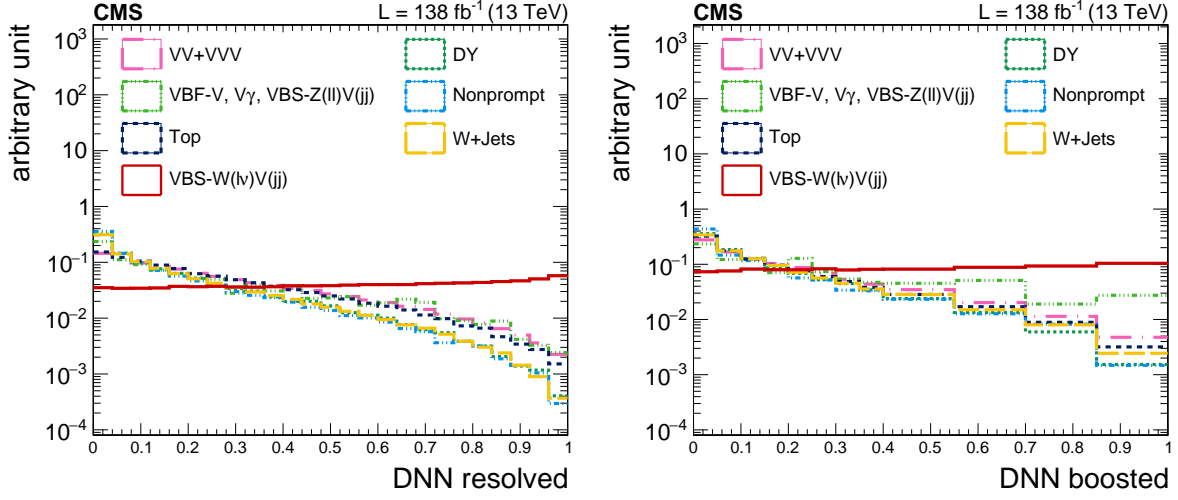 CMS L = 138 fb⁻¹ (13 TeV)
arbitrary unit
10³
10²
10
1
10⁻¹
10⁻²
10⁻³
10⁻⁴
VV+VVV
DY
VBF-V, Vγ, VBS-Z(ll)V(jj)
Nonprompt
Top
W+Jets
VBS-W(lν)V(jj)
0 0.1 0.2 0.3 0.4 0.5 0.6 0.7 0.8 0.9 1
DNN resolved
CMS L = 138 fb⁻¹ (13 TeV)
arbitrary unit
10³
10²
10
1
10⁻¹
10⁻²
10⁻³
10⁻⁴
VV+VVV
DY
VBF-V, Vγ, VBS-Z(ll)V(jj)
Nonprompt
Top
W+Jets
VBS-W(lν)V(jj)
0 0.1 0.2 0.3 0.4 0.5 0.6 0.7 0.8 0.9 1
DNN boosted